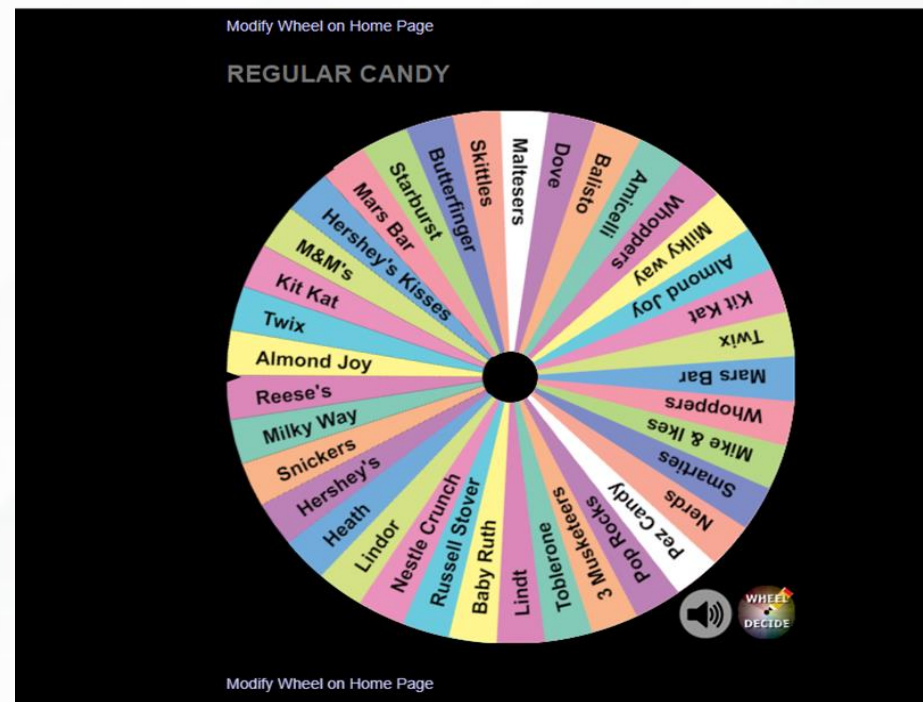 Modify Wheel on Home Page
REGULAR CANDY
Maltesers
Dove
Balisto
Amicelli
Whoppers
Milky way
Almond Joy
Kit Kat
Twix
Mars Bar
Whoppers
Mike & Ikes
Smarties
Nerds
Pez Candy
Pop Rocks
3 Musketeers
Toblerone
Lindt
Baby Ruth
Russell Stover
Nestle Crunch
Lindor
Heath
Hershey's
Snickers
Milky Way
Reese's
Almond Joy
Twix
Kit Kat
M&M's
Hershey's Kisses
Mars Bar
Starburst
Butterfinger
Skittles
WHEEL
DECIDE
Modify Wheel on Home Page